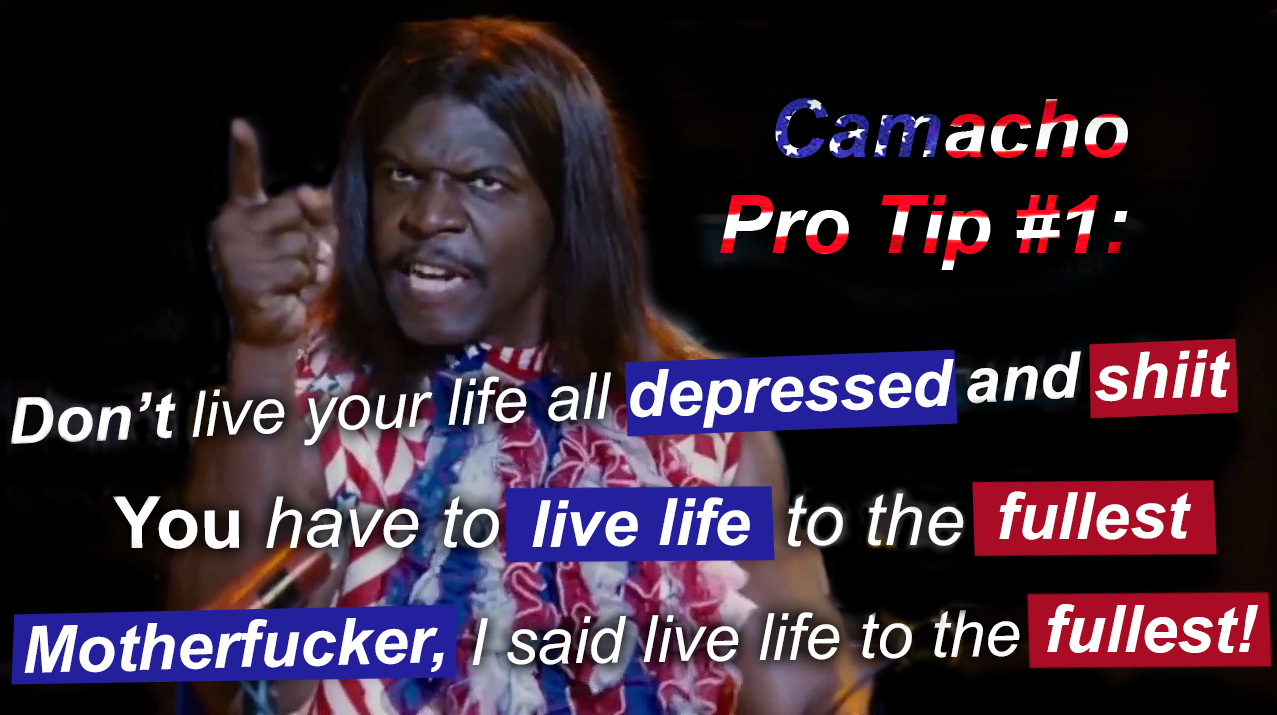 Camacho
Pro Tip #1:
Don’t live your life all depressed and shiit
You have to live life to the fullest
Motherfucker, I said live life to the fullest!